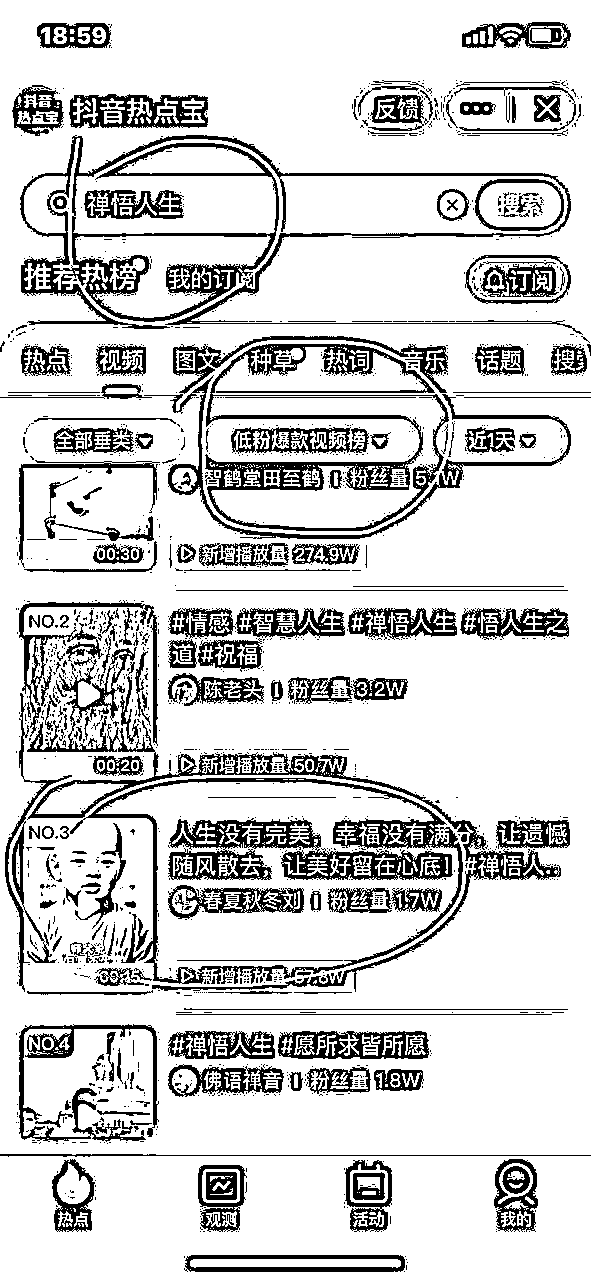 18:59
抖音热点宝
抖音热点宝
反馈
禅悟人生
搜索
推荐热榜
我的订阅
订阅
热点 视频 图文 种草 热词 音乐 话题
全部垂类
低粉爆款视频榜
近1天
智鹤堂田至鹤 粉丝量
00:30
新增播放量 274.9W
NO.2
#情感 #智慧人生 #禅悟人生 #悟人生之
道 #祝福
陈老头 粉丝量 3.2W
00:20
新增播放量 50.7W
NO.3
人生没有完美,幸福没有满分,让遗憾
随风散去,让美好留在心底! #禅悟人...
春夏秋冬刘 粉丝量 1.7W
新增播放量
NO.4
#禅悟人生 #愿所求皆所愿
佛语禅音 粉丝量 1.8W
热点
观测
活动
我的